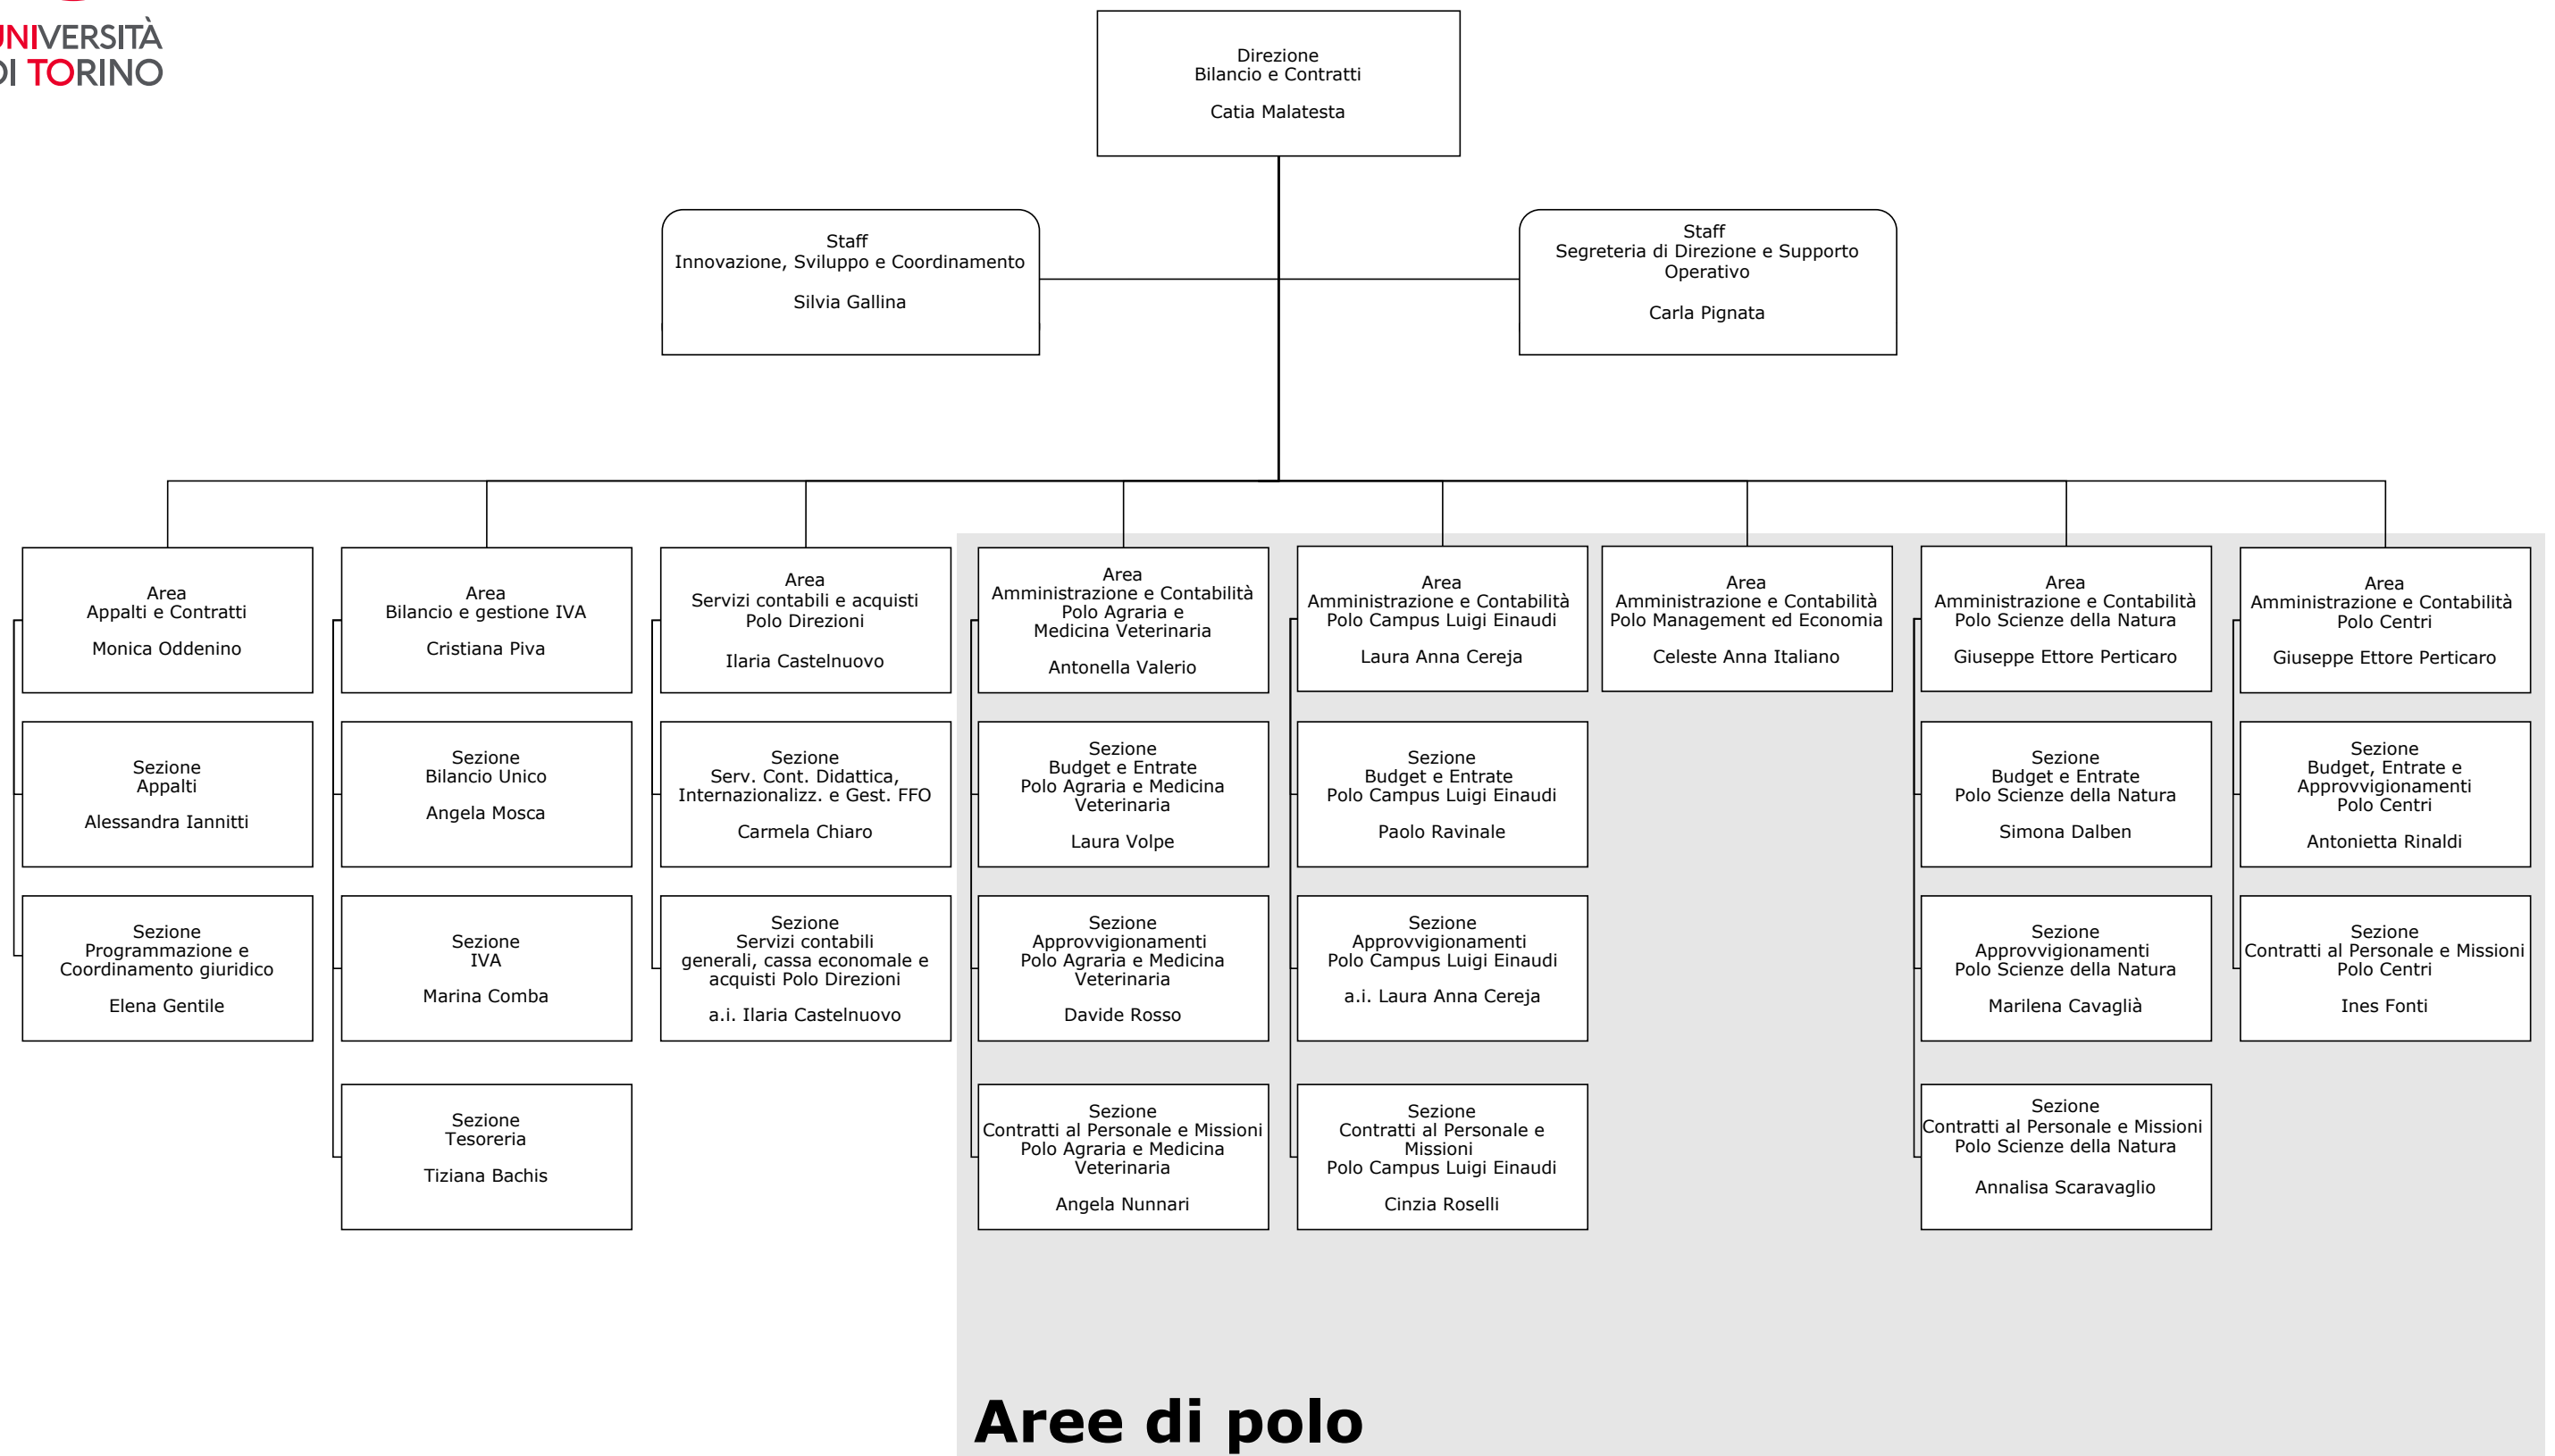 UNIVERSITÀ
DI TORINO
Direzione
Bilancio e Contratti
Catia Malatesta
Staff
Innovazione, Sviluppo e Coordinamento
Silvia Gallina
Staff
Segreteria di Direzione e Supporto
Operativo
Carla Pignata
Area
Appalti e Contratti
Monica Oddenino
Area
Bilancio e gestione IVA
Cristiana Piva
Area
Servizi contabili e acquisti
Polo Direzioni
Ilaria Castelnuovo
Area
Amministrazione e Contabilità
Polo Agraria e
Medicina Veterinaria
Antonella Valerio
Area
Amministrazione e Contabilità
Polo Campus Luigi Einaudi
Laura Anna Cereja
Area
Amministrazione e Contabilità
Polo Management ed Economia
Celeste Anna Italiano
Area
Amministrazione e Contabilità
Polo Scienze della Natura
Giuseppe Ettore Perticaro
Area
Amministrazione e Contabilità
Polo Centri
Giuseppe Ettore Perticaro
Sezione
Appalti
Alessandra Iannitti
Sezione
Bilancio Unico
Angela Mosca
Sezione
Serv. Cont. Didattica,
Internazionalizz. e Gest. FFO
Carmela Chiaro
Sezione
Budget e Entrate
Polo Agraria e Medicina
Veterinaria
Laura Volpe
Sezione
Budget e Entrate
Polo Campus Luigi Einaudi
Paolo Ravinale
Sezione
Budget e Entrate
Polo Scienze della Natura
Simona Dalben
Sezione
Budget, Entrate e
Approvvigionamenti
Polo Centri
Antonietta Rinaldi
Sezione
Programmazione e
Coordinamento giuridico
Elena Gentile
Sezione
IVA
Marina Comba
Sezione
Servizi contabili
generali, cassa economale e
acquisti Polo Direzioni
a.i. Ilaria Castelnuovo
Sezione
Approvvigionamenti
Polo Agraria e Medicina
Veterinaria
Davide Rosso
Sezione
Approvvigionamenti
Polo Campus Luigi Einaudi
a.i. Laura Anna Cereja
Sezione
Approvvigionamenti
Polo Scienze della Natura
Marilena Cavaglià
Sezione
Contratti al Personale e Missioni
Polo Centri
Ines Fonti
Sezione
Tesoreria
Tiziana Bachis
Sezione
Contratti al Personale e Missioni
Polo Agraria e Medicina
Veterinaria
Angela Nunnari
Sezione
Contratti al Personale e
Missioni
Polo Campus Luigi Einaudi
Cinzia Roselli
Sezione
Contratti al Personale e Missioni
Polo Scienze della Natura
Annalisa Scaravaglio
Aree di polo